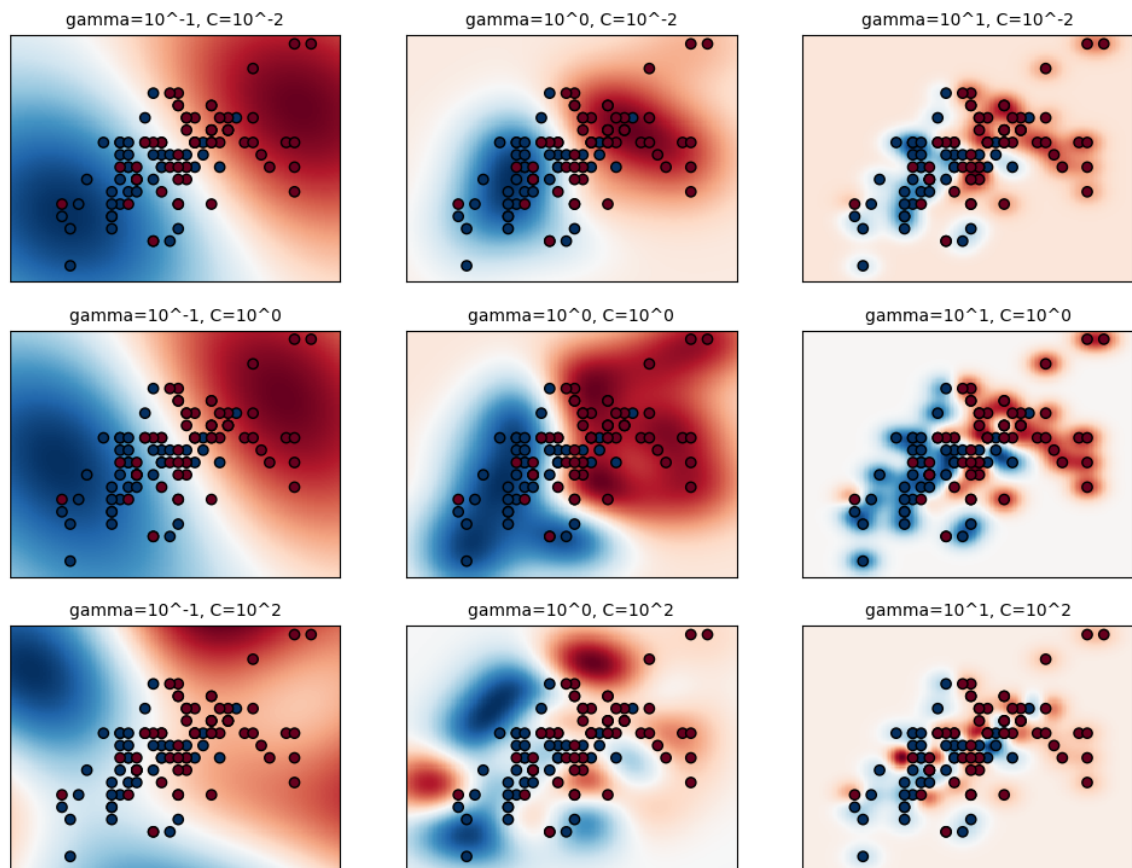 gamma=10^-1, C=10^-2
gamma=10^0, C=10^-2
gamma=10^1, C=10^-2
gamma=10^-1, C=10^0
gamma=10^0, C=10^0
gamma=10^1, C=10^0
gamma=10^-1, C=10^2
gamma=10^0, C=10^2
gamma=10^1, C=10^2